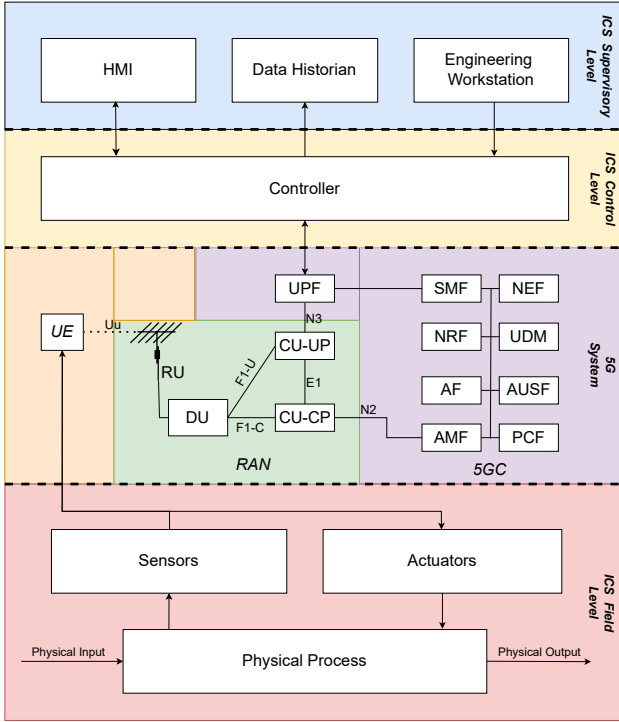 HMI
Data Historian
Engineering
Workstation
ICS Supervisory
Level
Controller
ICS Control
Level
UPF
SMF
NEF
N3
UE
Uu
NRF
UDM
CU-UP
RU
F1-U
E1
AF
AUSF
DU
F1-C
CU-CP
N2
AMF
PCF
RAN
5GC
5G
System
Sensors
Actuators
ICS Field
Level
Physical Input
Physical Process
Physical Output